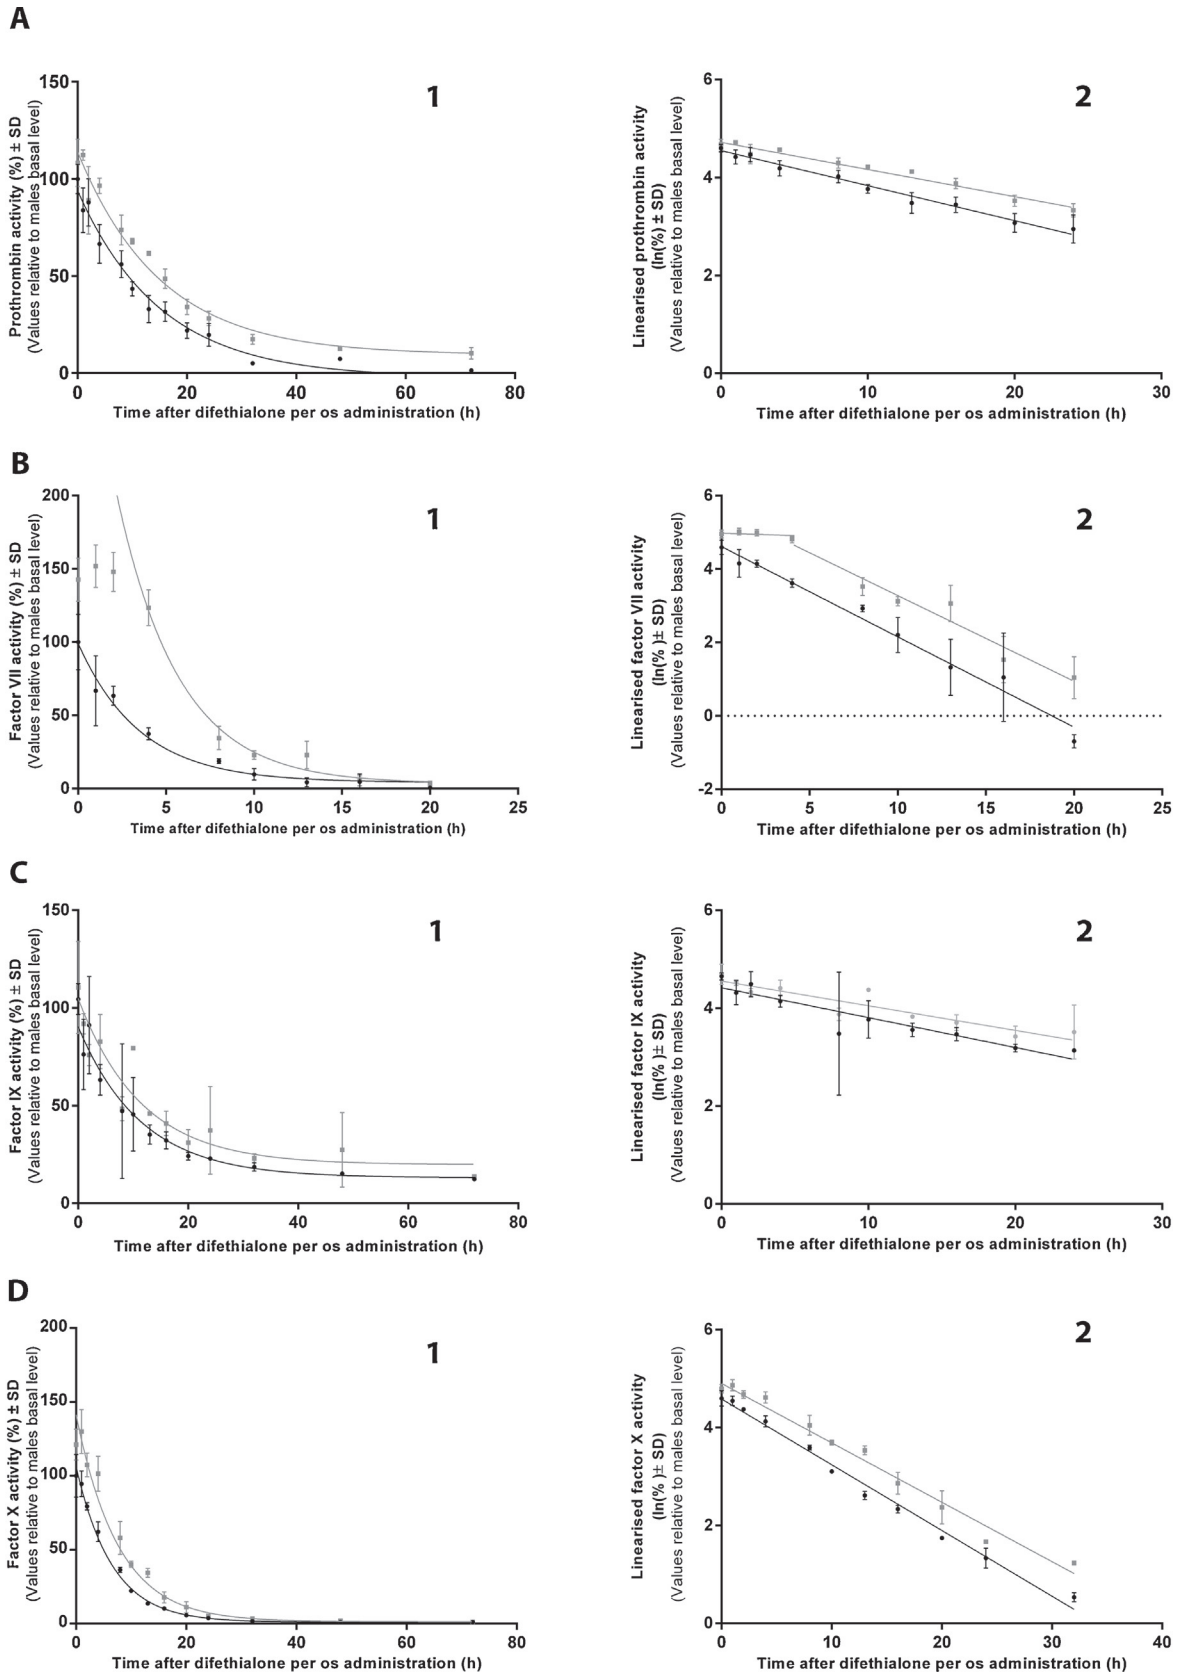 A
1
Prothrombin activity (%) ± SD
(Values relative to males basal level)
150
100
50
0
0 20 40 60 80
Time after difethialone per os administration (h)
2
Linearised prothrombin activity
(ln(%) ± SD)
(Values relative to males basal level)
6
4
2
0
0 10 20 30
Time after difethialone per os administration (h)
B
1
Factor VII activity (%) ± SD
(Values relative to males basal level)
200
150
100
50
0
0 5 10 15 20 25
Time after difethialone per os administration (h)
2
Linearised factor VII activity
(ln(% )± SD)
(Values relative to males basal level)
6
4
2
0
-2
0 5 10 15 20 25
Time after difethialone per os administration (h)
C
1
Factor IX activity (%) ± SD
(Values relative to males basal level)
150
100
50
0
0 20 40 60 80
Time after difethialone per os administration (h)
2
Linearised factor IX activity
(ln(% )± SD)
(Values relative to males basal level)
6
4
2
0
0 10 20 30
Time after difethialone per os administration (h)
D
1
Factor X activity (%) ± SD
(Values relative to males basal level)
200
150
100
50
0
0 20 40 60 80
Time after difethialone per os administration (h)
2
Linearised factor X activity
(ln(% )± SD)
(Values relative to males basal level)
6
4
2
0
0 10 20 30 40
Time after difethialone per os administration (h)